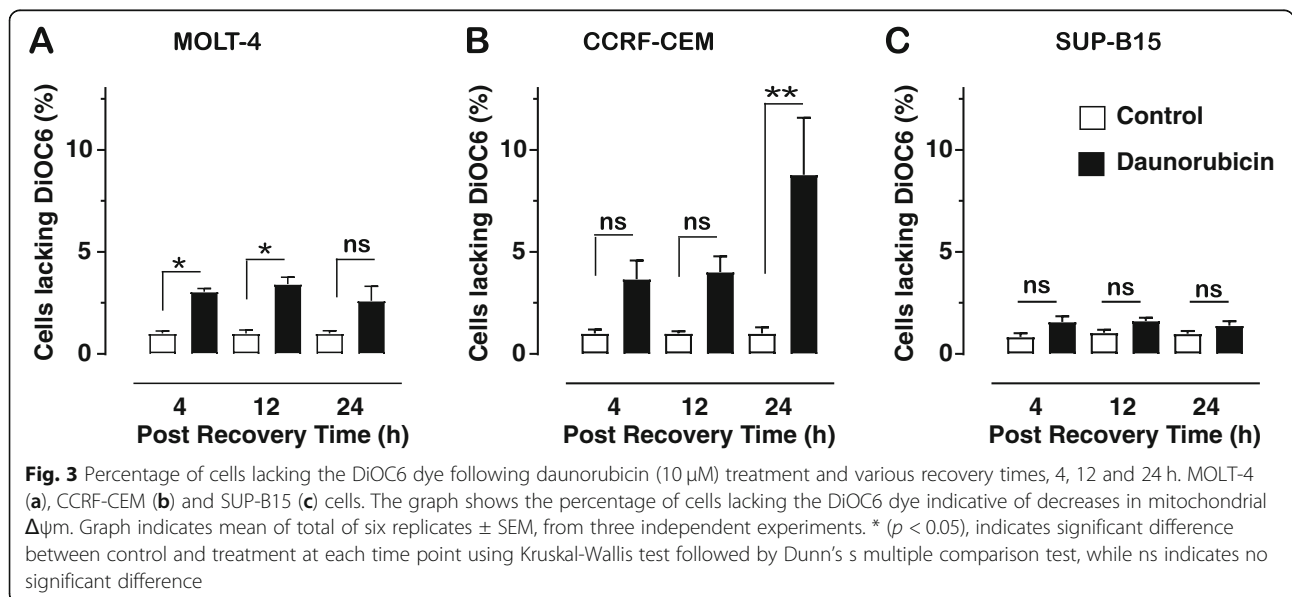 A MOLT-4
B CCRF-CEM
C SUP-B15
Cells lacking DiOC6 (%)
10
5
0
* * ns
4 12 24
Post Recovery Time (h)
Cells lacking DiOC6 (%)
10
5
0
ns ns **
4 12 24
Post Recovery Time (h)
Cells lacking DiOC6 (%)
10
5
0
Control
Daunorubicin
ns ns ns
4 12 24
Post Recovery Time (h)
Fig. 3 Percentage of cells lacking the DiOC6 dye following daunorubicin (10 μM) treatment and various recovery times, 4, 12 and 24 h. MOLT-4
(a), CCRF-CEM (b) and SUP-B15 (c) cells. The graph shows the percentage of cells lacking the DiOC6 dye indicative of decreases in mitochondrial
Δψm. Graph indicates mean of total of six replicates ± SEM, from three independent experiments. * (p < 0.05), indicates significant difference
between control and treatment at each time point using Kruskal-Wallis test followed by Dunn's s multiple comparison test, while ns indicates no
significant difference